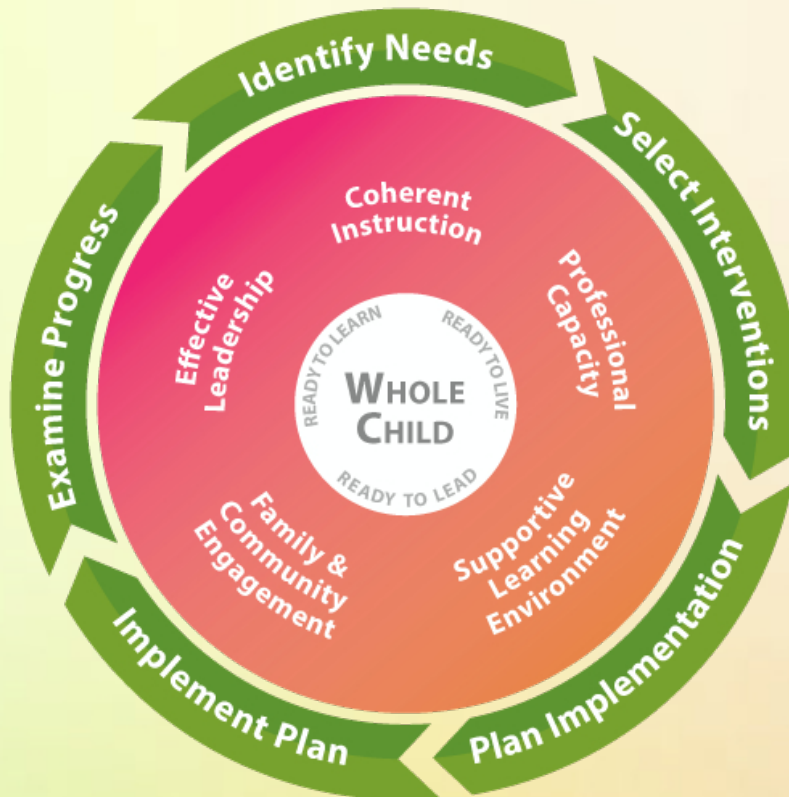 Identify Needs
Select Interventions
Plan Implementation
Implement Plan
Examine Progress
Coherent
Instruction
Professional
Capacity
Supportive
Learning
Environment
Family &
Community
Engagement
Effective
Leadership
READY TO LEARN
READY TO LIVE
READY TO LEAD
WHOLE
CHILD